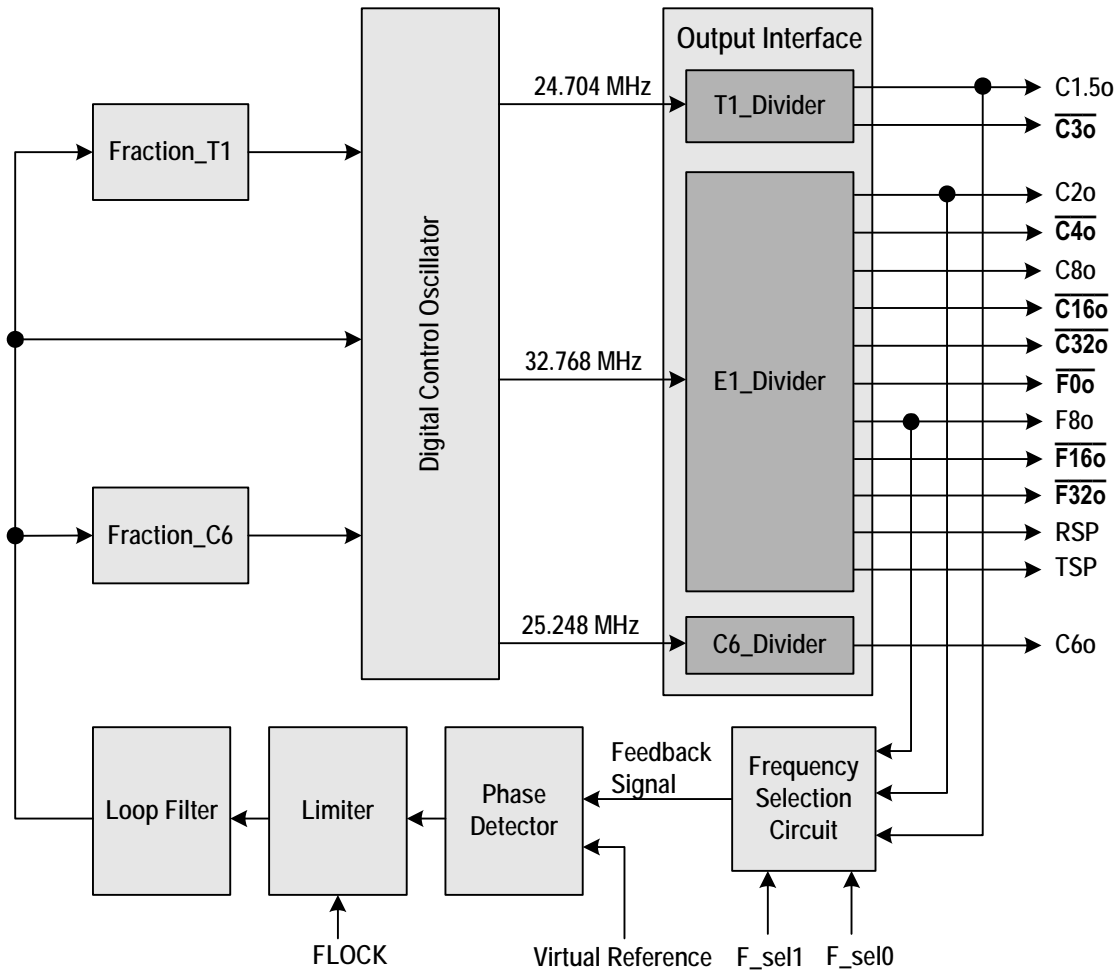 Output Interface
24.704 MHz
T1_Divider
C1.5o
C3o
Fraction_T1
C2o
C4o
C8o
C16o
Digital Control Oscillator
C32o
32.768 MHz
E1_Divider
F0o
F8o
F16o
F32o
Fraction_C6
RSP
TSP
25.248 MHz
C6_Divider
C6o
Loop Filter
Limiter
Phase
Detector
Feedback
Signal
Frequency
Selection
Circuit
FLOCK
Virtual Reference
F_sel1
F_sel0